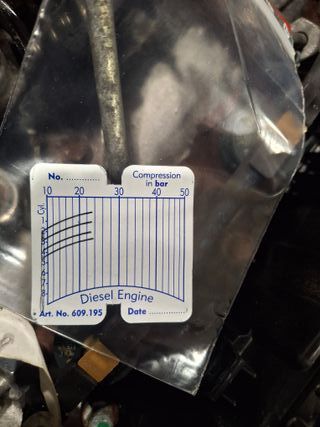 No. ............
Compression
in bar
10 20 30 40 50
Cyl.
1
2
3
4
5
6
7
8
Diesel Engine
Art. No. 609.195
Date ............